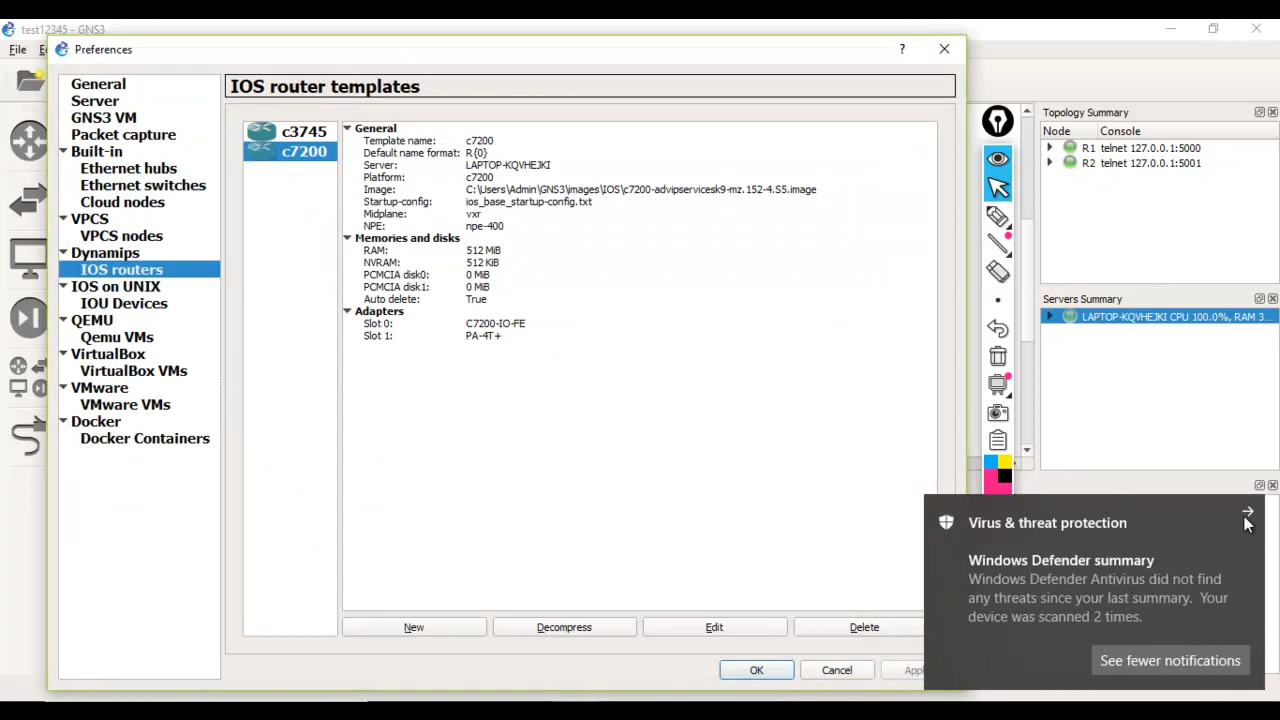 test12345 - GNS3
File
Preferences
?
General
Server
GNS3 VM
Packet capture
Built-in
Ethernet hubs
Ethernet switches
Cloud nodes
VPCS
VPCS nodes
Dynamips
IOS routers
IOS on UNIX
IOU Devices
QEMU
Qemu VMs
VirtualBox
VirtualBox VMs
VMware
VMware VMs
Docker
Docker Containers
IOS router templates
c3745
c7200
General
Template name: c7200
Default name format: R{0}
Server: LAPTOP-KQVHEJKI
Platform: c7200
Image: C:\Users\Admin\GNS3\images\IOS\c7200-advipservicesk9-mz.152-4.S5.image
Startup-config: ios_base_startup-config.txt
Midplane: vxr
NPE: npe-400
Memories and disks
RAM: 512 MiB
NVRAM: 512 KiB
PCMCIA disk0: 0 MiB
PCMCIA disk1: 0 MiB
Auto delete: True
Adapters
Slot 0: C7200-IO-FE
Slot 1: PA-4T+
New Decompress Edit Delete
OK Cancel App
Topology Summary
Node Console
R1 telnet 127.0.0.1:5000
R2 telnet 127.0.0.1:5001
Servers Summary
LAPTOP-KQVHEJKI CPU 100.0%, RAM 3...
Virus & threat protection
Windows Defender summary
Windows Defender Antivirus did not find
any threats since your last summary. Your
device was scanned 2 times.
See fewer notifications